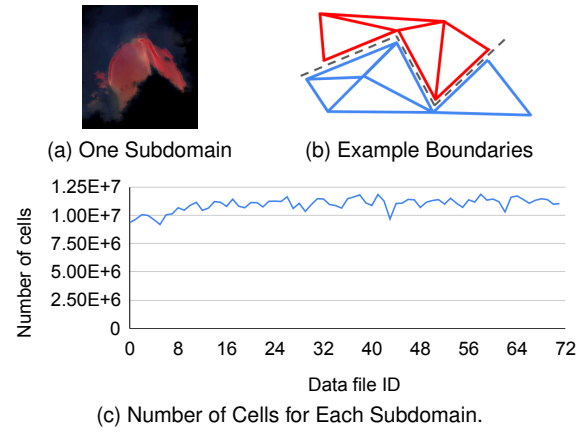 (a) One Subdomain
(b) Example Boundaries
1.25E+7
1.00E+7
7.50E+6
5.00E+6
2.50E+6
0
Number of cells
0 8 16 24 32 40 48 56 64 72
Data file ID
(c) Number of Cells for Each Subdomain.